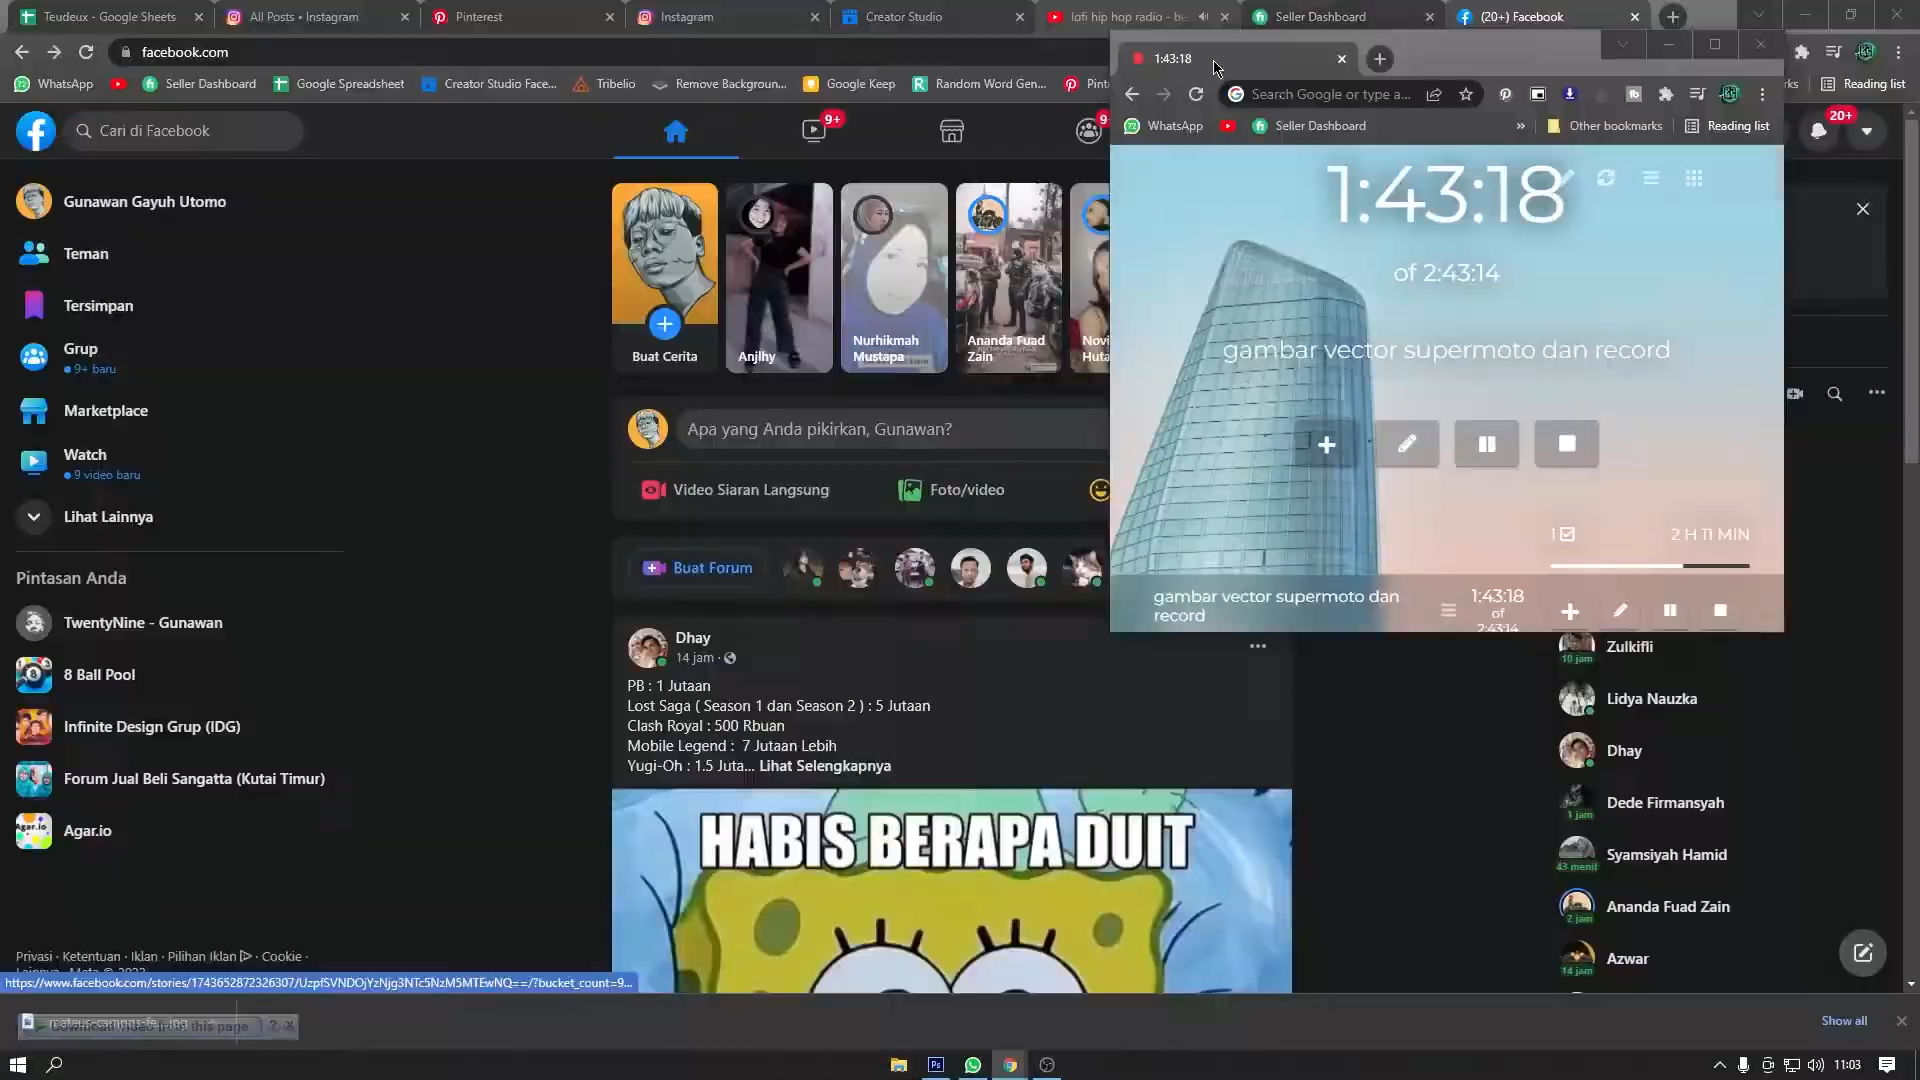 Teudeux - Google Sheets
All Posts • Instagram
Pinterest
Instagram
Creator Studio
lofi hip hop radio - be
Seller Dashboard
(20+) Facebook
facebook.com
WhatsApp
Seller Dashboard
Google Spreadsheet
Creator Studio Face...
Tribelio
Remove Backgroun...
Google Keep
Random Word Gen...
Reading list
Cari di Facebook
9+
20+
Gunawan Gayuh Utomo
Teman
Tersimpan
Grup
9+ baru
Marketplace
Watch
9 video baru
Lihat Lainnya
Pintasan Anda
TwentyNine - Gunawan
8 Ball Pool
Infinite Design Grup (IDG)
Forum Jual Beli Sangatta (Kutai Timur)
Agar.io
Privasi · Ketentuan · Iklan · Pilihan Iklan · Cookie ·
https://www.facebook.com/stories/1743652872326307/UzpfSVNDOjYzNjg3NTc5NzM5MTEwNQ==/?bucket_count=9...
Buat Cerita
Anjlhy
Nurhikmah
Mustapa
Ananda Fuad
Zain
Novi
Huta
Apa yang Anda pikirkan, Gunawan?
Video Siaran Langsung
Foto/video
Buat Forum
Dhay
14 jam
PB : 1 Jutaan
Lost Saga ( Season 1 dan Season 2 ) : 5 Jutaan
Clash Royal : 500 Rbuan
Mobile Legend : 7 Jutaan Lebih
Yugi-Oh : 1.5 Juta... Lihat Selengkapnya
HABIS BERAPA DUIT
1:43:18
Search Google or type a...
WhatsApp
Seller Dashboard
Other bookmarks
Reading list
1:43:18
of 2:43:14
gambar vector supermoto dan record
1
2 H 11 MIN
gambar vector supermoto dan
record
1:43:18
of
2:43:14
Zulkifli
10 jam
Lidya Nauzka
Dhay
Dede Firmansyah
1 jam
Syamsiyah Hamid
43 menit
Ananda Fuad Zain
2 jam
Azwar
14 jam
Show all
Ps
11:03